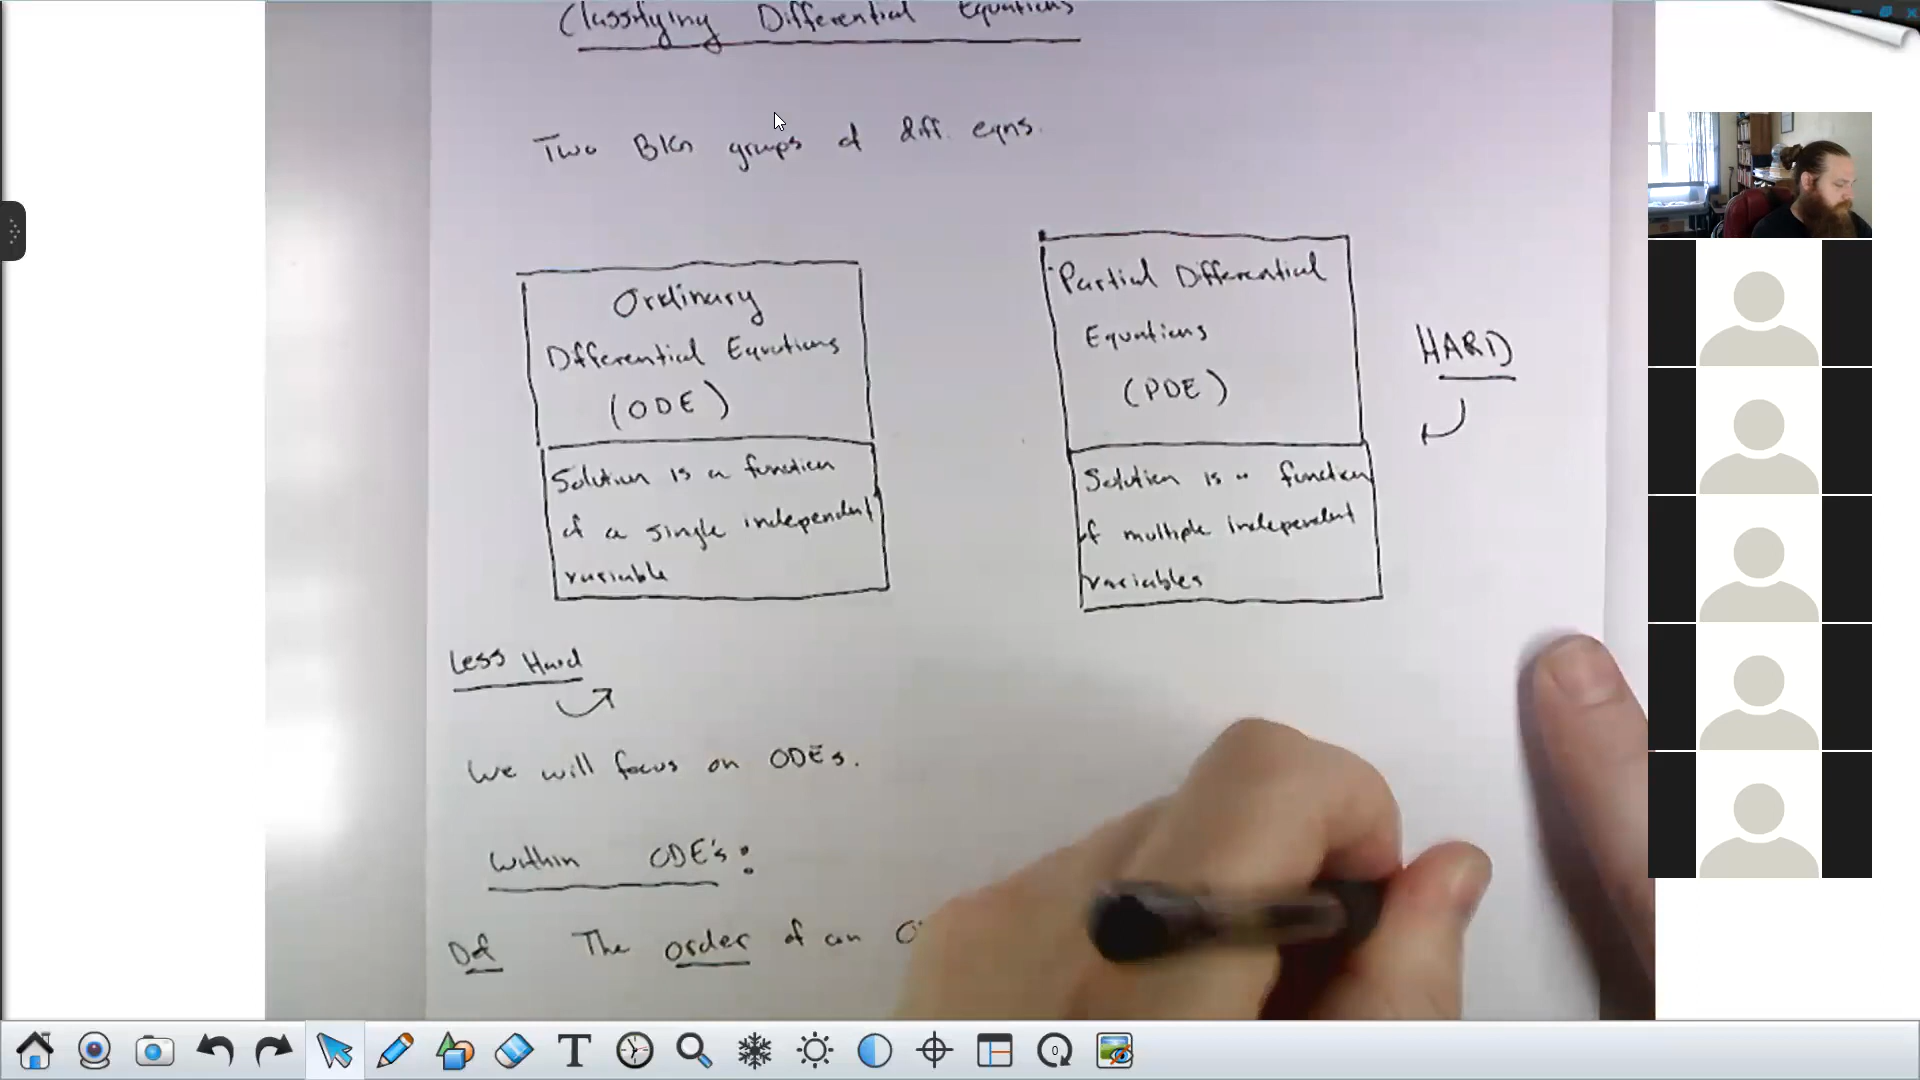 Classifying Differential Equations
Two groups of diff. eqns.
Ordinary
Differential Equations
(ODE)
Solution is a function
of a single independent
variable
Partial Differential
Equations
(PDE)
Solution is a function
of multiple independent
variables
HARD
Less Hard
We will focus on ODEs.
Within ODE's:
Def The order of an O
T
0